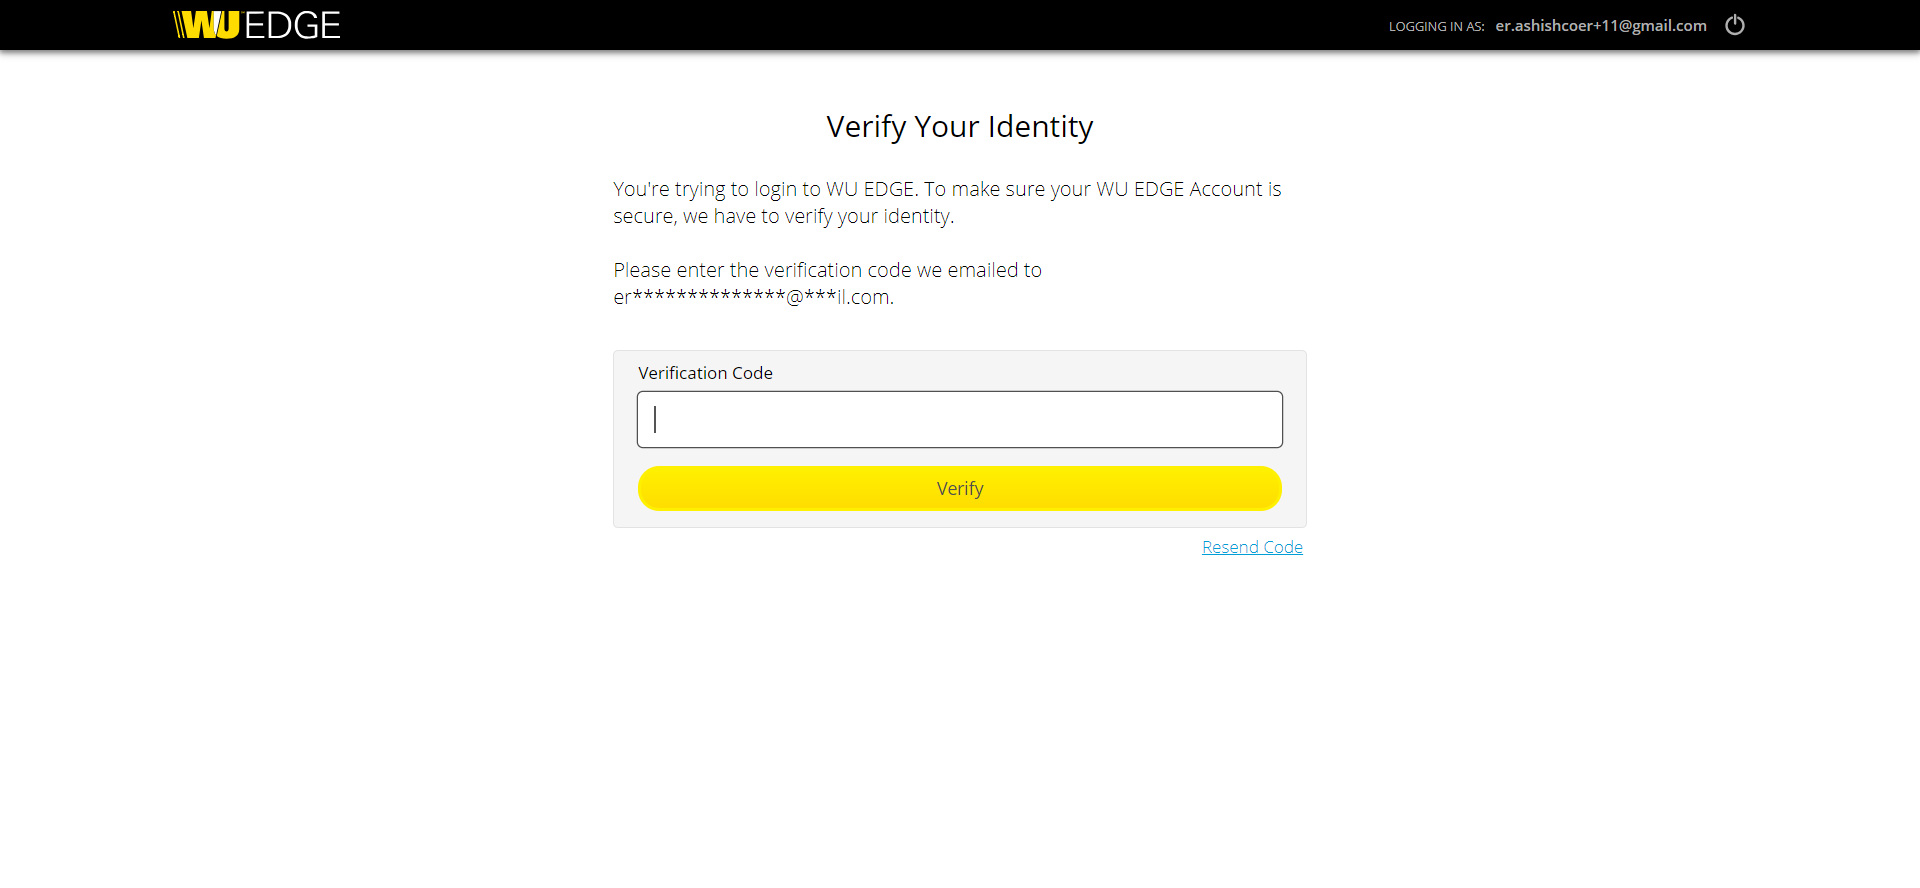 WU EDGE
LOGGING IN AS: er.ashishcoer+11@gmail.com
Verify Your Identity
You're trying to login to WU EDGE. To make sure your WU EDGE Account is
secure, we have to verify your identity.
Please enter the verification code we emailed to
er**************@***il.com.
Verification Code
Verify
Resend Code